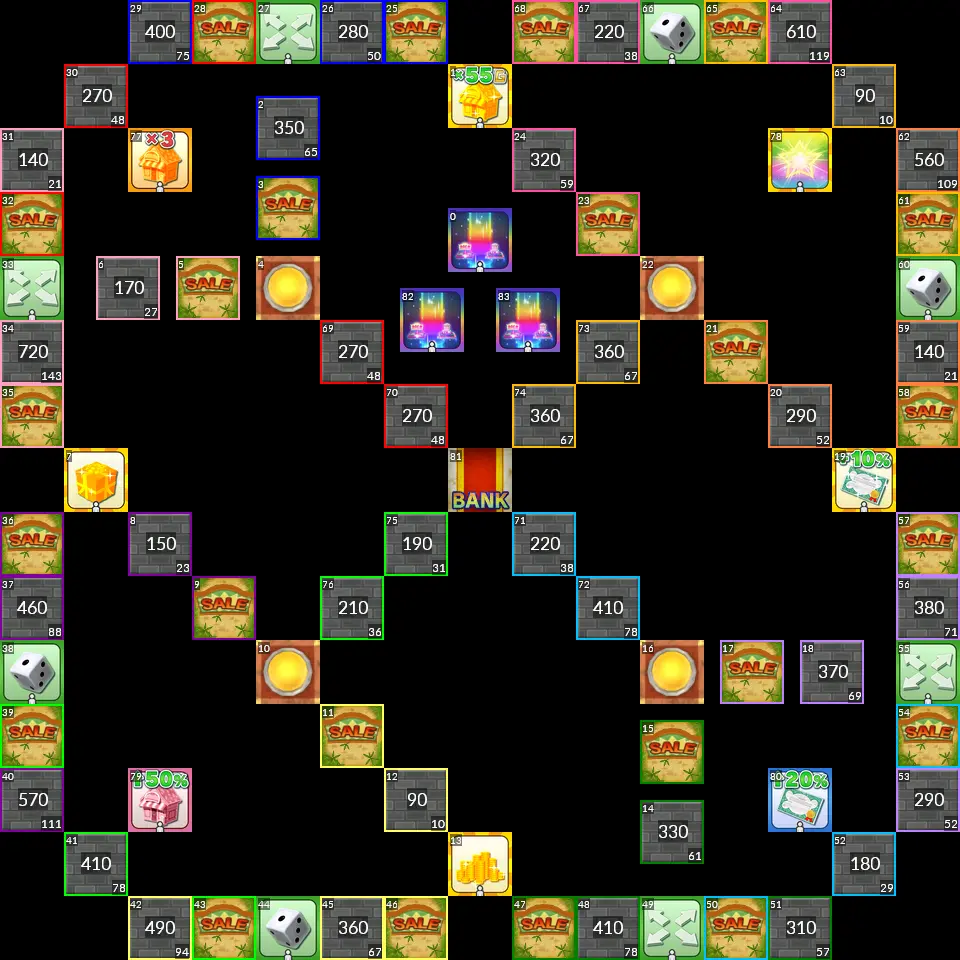 29 400 75 28 SALE 27 26 280 50 25 SALE 68 SALE 67 220 38 66 65 SALE 64 610 119
30 270 48 ×55 63 90 10
2 350 65
31 140 21 77 ×3 24 320 59 78 62 560 109
32 SALE 3 SALE 23 SALE 61 SALE
0
33 6 170 27 5 SALE 4 22 60
82 83
34 720 143 69 270 48 73 360 67 21 SALE 59 140 21
35 SALE 70 270 48 74 360 67 20 290 52 58 SALE
7 81 BANK 19 10%
36 SALE 8 150 23 75 190 31 71 220 38 57 SALE
37 460 88 9 SALE 76 210 36 72 410 78 56 380 71
38 10 16 17 SALE 18 370 69 55
39 SALE 11 SALE 15 SALE 54 SALE
40 570 111 79 50% 12 90 10 80 20% 53 290 52
14 330 61
41 410 78 13 52 180 29
42 490 94 43 SALE 44 45 360 67 46 SALE 47 SALE 48 410 78 49 50 SALE 51 310 57